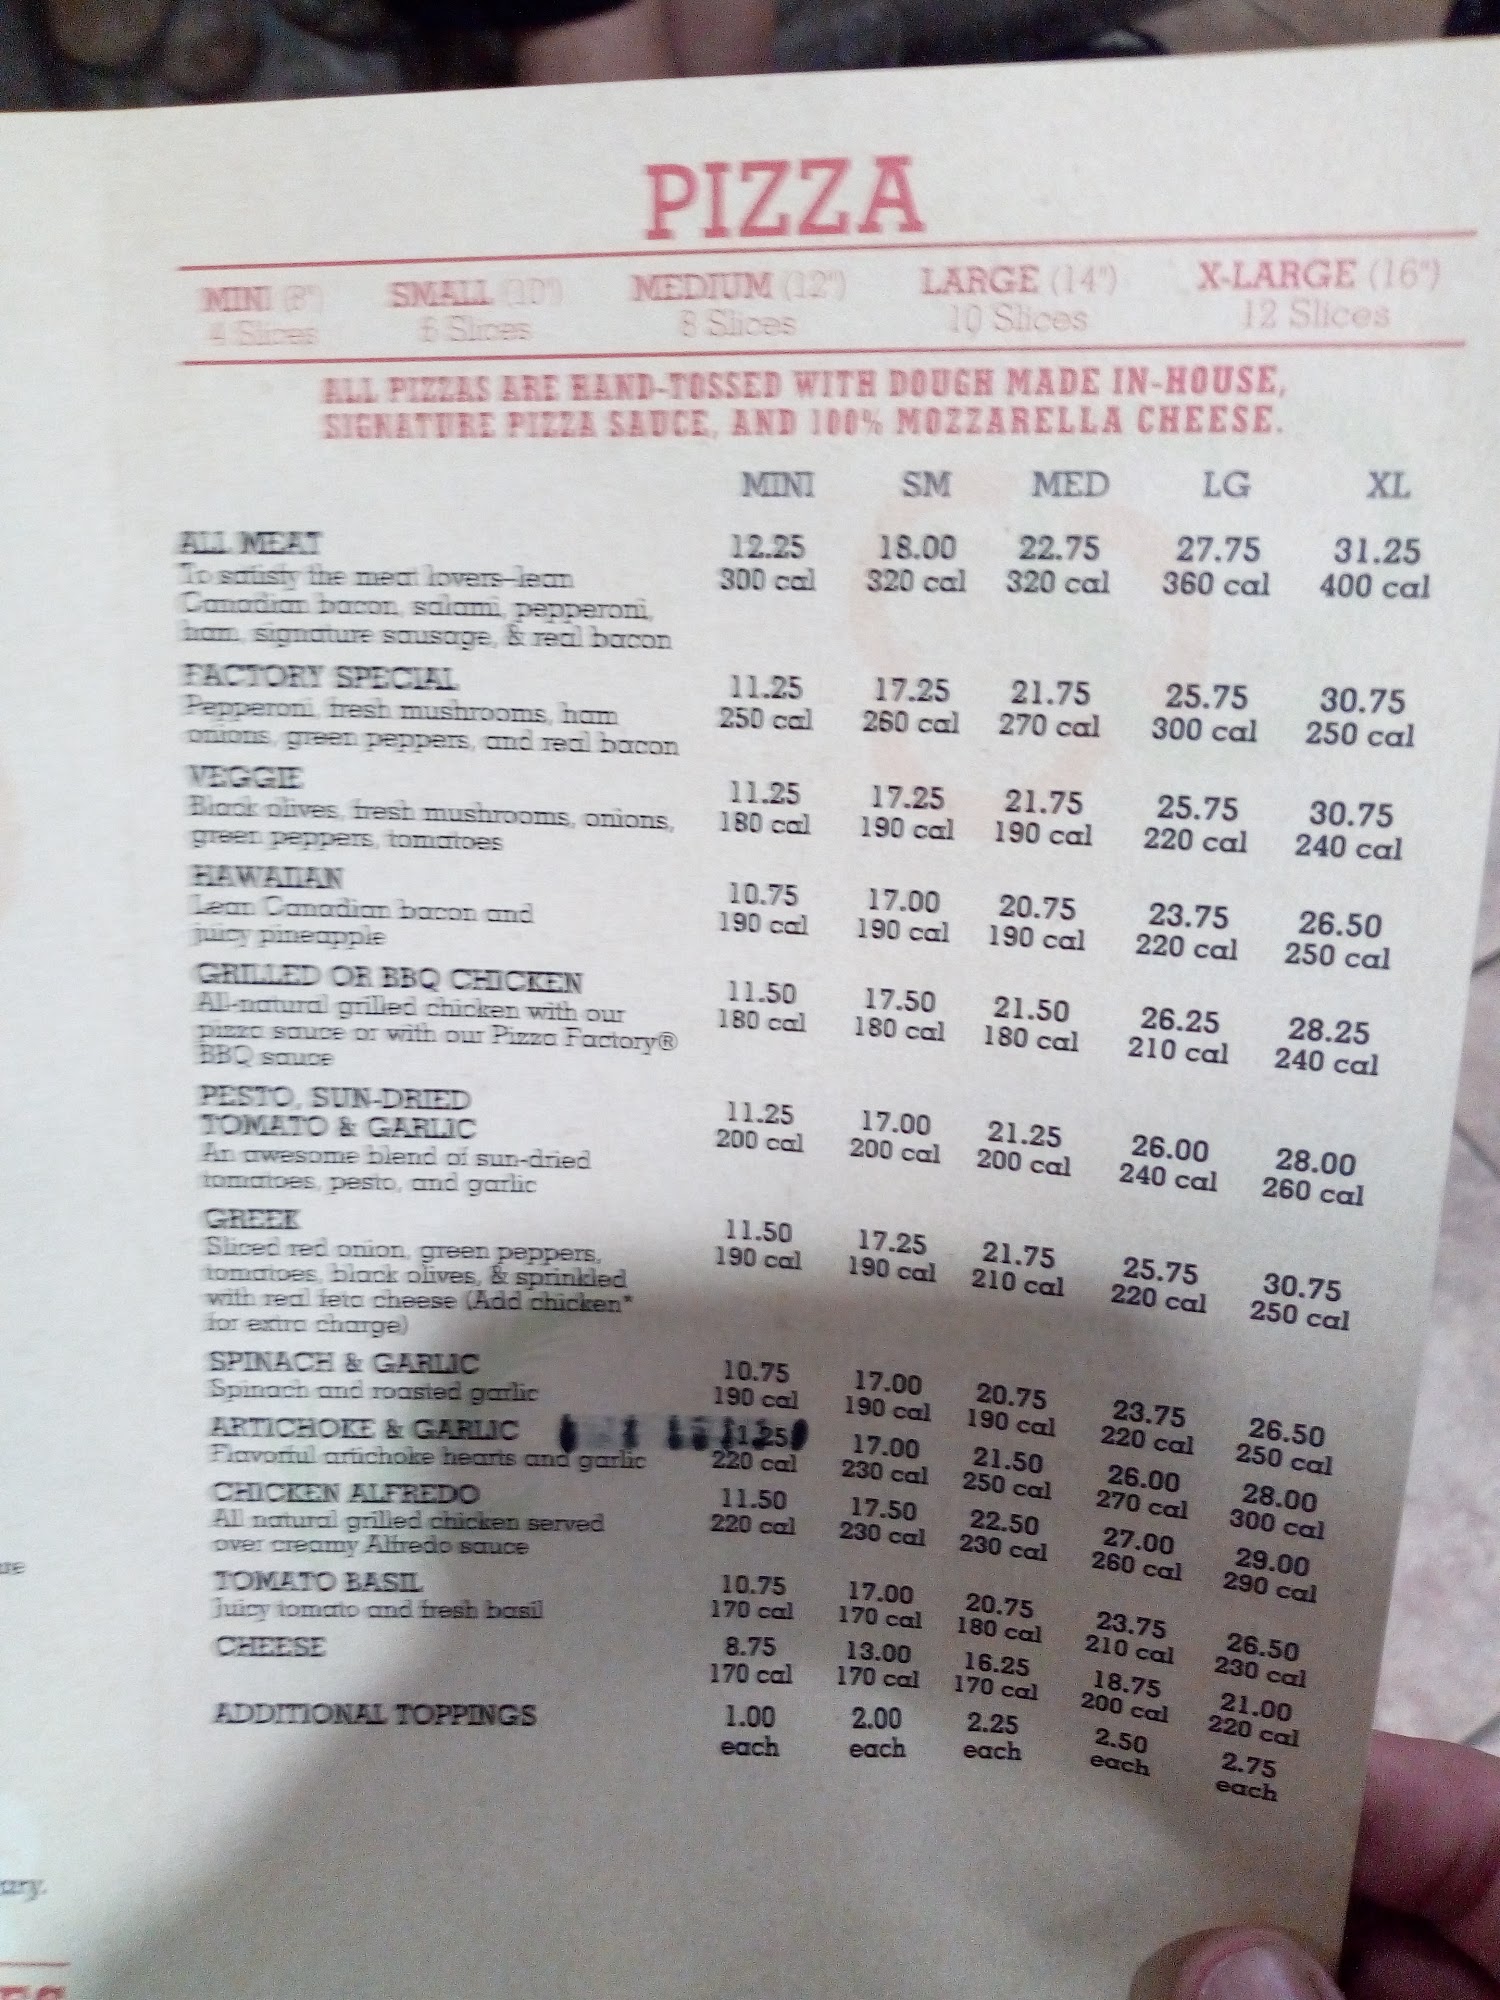 PIZZA
MINI (8") SMALL (10") MEDIUM (12") LARGE (14") X-LARGE (16")
4 Slices 6 Slices 8 Slices 10 Slices 12 Slices
ALL PIZZAS ARE HAND-TOSSED WITH DOUGH MADE IN-HOUSE,
SIGNATURE PIZZA SAUCE, AND 100% MOZZARELLA CHEESE.
MINI SM MED LG XL
ALL MEAT 12.25 18.00 22.75 27.75 31.25
To satisfy the meat lovers–lean 300 cal 320 cal 320 cal 360 cal 400 cal
Canadian bacon, salami, pepperoni,
ham, signature sausage, & real bacon
FACTORY SPECIAL 11.25 17.25 21.75 25.75 30.75
Pepperoni, fresh mushrooms, ham 250 cal 260 cal 270 cal 300 cal 250 cal
onions, green peppers, and real bacon
VEGGIE 11.25 17.25 21.75 25.75 30.75
Black olives, fresh mushrooms, onions, 180 cal 190 cal 190 cal 220 cal 240 cal
green peppers, tomatoes
HAWAIIAN 10.75 17.00 20.75 23.75 26.50
Lean Canadian bacon and 190 cal 190 cal 190 cal 220 cal 250 cal
juicy pineapple
GRILLED OR BBQ CHICKEN 11.50 17.50 21.50 26.25 28.25
All-natural grilled chicken with our 180 cal 180 cal 180 cal 210 cal 240 cal
pizza sauce or with our Pizza Factory®
BBQ sauce
PESTO, SUN-DRIED
TOMATO & GARLIC 11.25 17.00 21.25 26.00 28.00
An awesome blend of sun-dried 200 cal 200 cal 200 cal 240 cal 260 cal
tomatoes, pesto, and garlic
GREEK 11.50 17.25 21.75 25.75 30.75
Sliced red onion, green peppers, 190 cal 190 cal 210 cal 220 cal 250 cal
tomatoes, black olives, & sprinkled
with real feta cheese (Add chicken*
for extra charge)
SPINACH & GARLIC 10.75 17.00 20.75 23.75 26.50
Spinach and roasted garlic 190 cal 190 cal 190 cal 220 cal 250 cal
ARTICHOKE & GARLIC 11.25 17.00 21.50 26.00 28.00
Flavorful artichoke hearts and garlic 220 cal 230 cal 250 cal 270 cal 300 cal
CHICKEN ALFREDO 11.50 17.50 22.50 27.00 29.00
All natural grilled chicken served 220 cal 230 cal 230 cal 260 cal 290 cal
over creamy Alfredo sauce
TOMATO BASIL 10.75 17.00 20.75 23.75 26.50
Juicy tomato and fresh basil 170 cal 170 cal 180 cal 210 cal 230 cal
CHEESE 8.75 13.00 16.25 18.75 21.00
170 cal 170 cal 170 cal 200 cal 220 cal
ADDITIONAL TOPPINGS 1.00 2.00 2.25 2.50 2.75
each each each each each